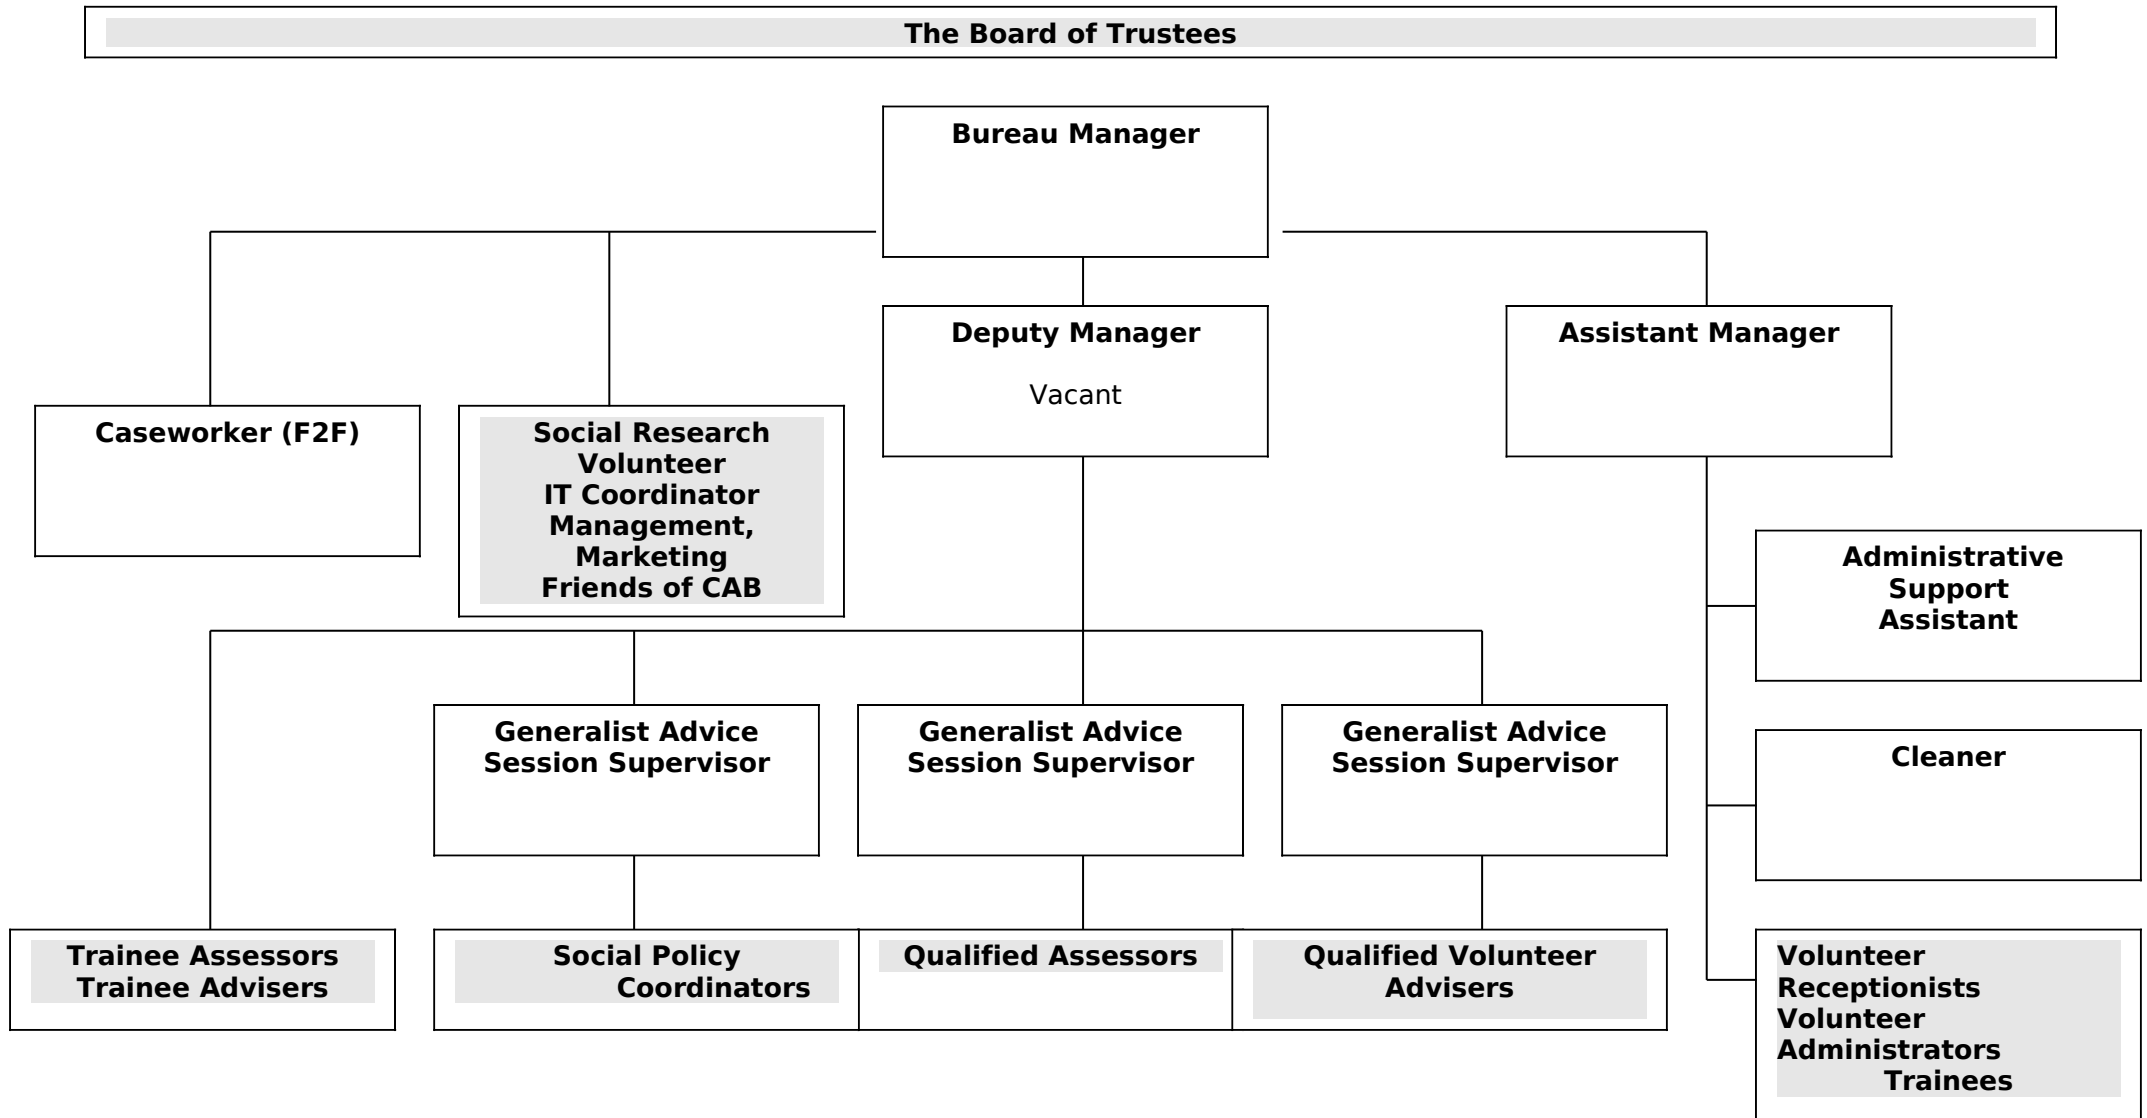 The Board of Trustees
Bureau Manager
Deputy Manager
Vacant
Assistant Manager
Caseworker (F2F)
Social Research
Volunteer
IT Coordinator
Management,
Marketing
Friends of CAB
Administrative
Support
Assistant
Generalist Advice
Session Supervisor
Generalist Advice
Session Supervisor
Generalist Advice
Session Supervisor
Cleaner
Trainee Assessors
Trainee Advisers
Social Policy
Coordinators
Qualified Assessors
Qualified Volunteer
Advisers
Volunteer
Receptionists
Volunteer
Administrators
Trainees